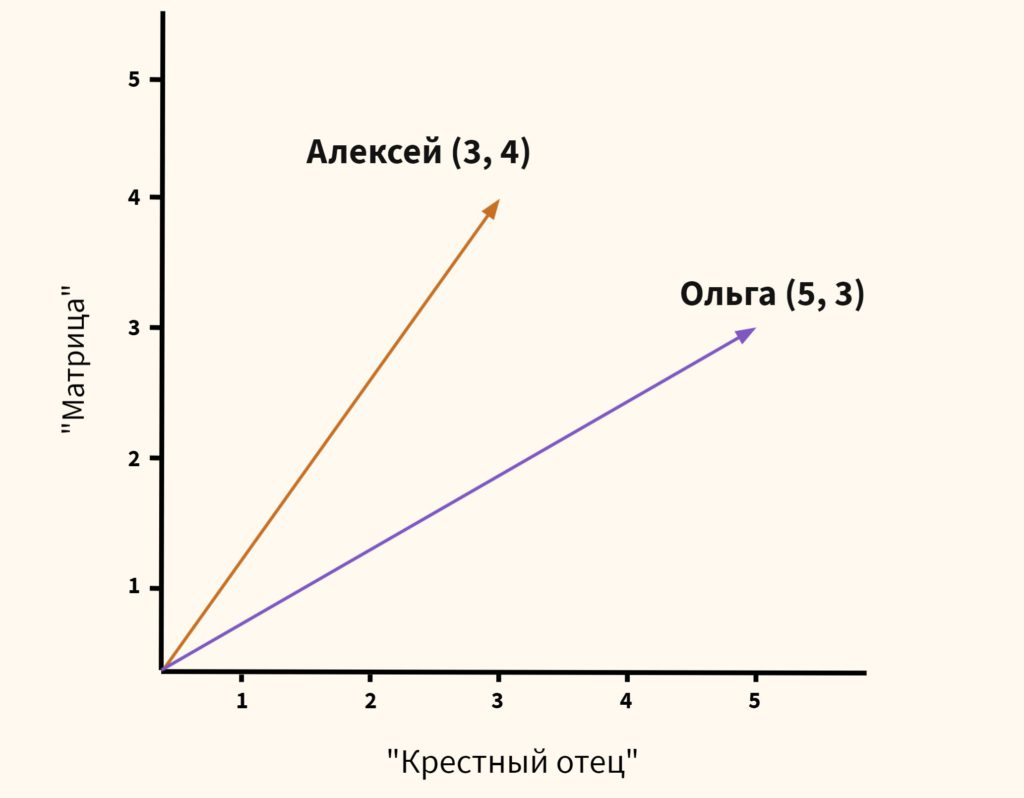 5
Алексей (3, 4)
4
Ольга (5, 3)
3
"Матрица"
2
1
1 2 3 4 5
"Крестный отец"